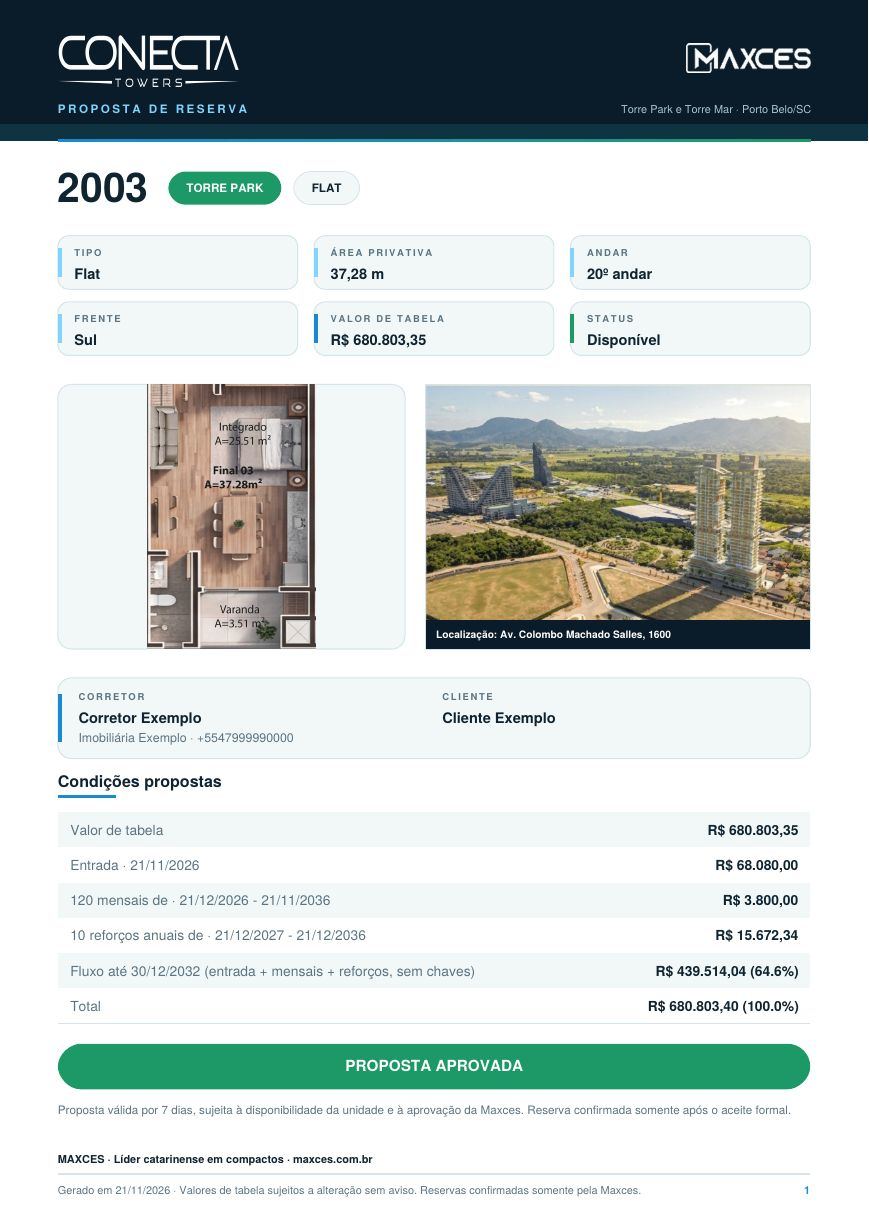 CONECTA
TOWERS
MAXCES
PROPOSTA DE RESERVA
Torre Park e Torre Mar · Porto Belo/SC
2003
TORRE PARK
FLAT
TIPO
Flat
ÁREA PRIVATIVA
37,28 m
ANDAR
20º andar
FRENTE
Sul
VALOR DE TABELA
R$ 680.803,35
STATUS
Disponível
Integrado
A=25.51 m²
Final 03
A=37.28m²
Varanda
A=3.51 m²
Localização: Av. Colombo Machado Salles, 1600
CORRETOR
Corretor Exemplo
Imobiliária Exemplo · +5547999990000
CLIENTE
Cliente Exemplo
Condições propostas
Valor de tabela R$ 680.803,35
Entrada · 21/11/2026 R$ 68.080,00
120 mensais de · 21/12/2026 - 21/11/2036 R$ 3.800,00
10 reforços anuais de · 21/12/2027 - 21/12/2036 R$ 15.672,34
Fluxo até 30/12/2032 (entrada + mensais + reforços, sem chaves) R$ 439.514,04 (64.6%)
Total R$ 680.803,40 (100.0%)
PROPOSTA APROVADA
Proposta válida por 7 dias, sujeita à disponibilidade da unidade e à aprovação da Maxces. Reserva confirmada somente após o aceite formal.
MAXCES · Líder catarinense em compactos · maxces.com.br
Gerado em 21/11/2026 · Valores de tabela sujeitos a alteração sem aviso. Reservas confirmadas somente pela Maxces.
1